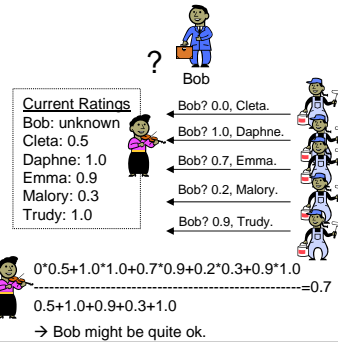 ?
Bob
Current Ratings
Bob: unknown
Cleta: 0.5
Daphne: 1.0
Emma: 0.9
Malory: 0.3
Trudy: 1.0
Bob? 0.0, Cleta.
Bob? 1.0, Daphne.
Bob? 0.7, Emma.
Bob? 0.2, Malory.
Bob? 0.9, Trudy.
0*0.5+1.0*1.0+0.7*0.9+0.2*0.3+0.9*1.0
-----------------------------------------------=0.7
0.5+1.0+0.9+0.3+1.0
→ Bob might be quite ok.